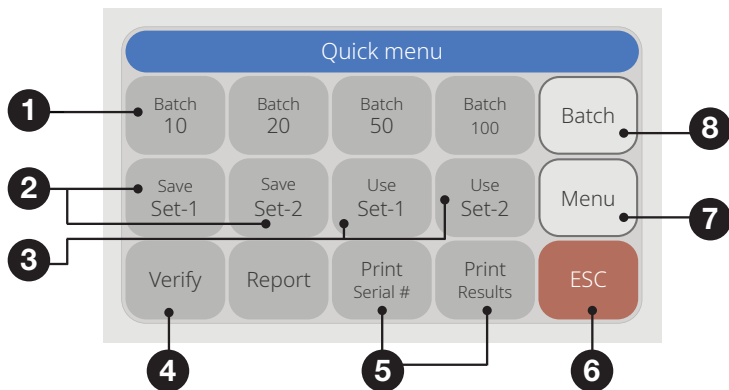 Quick menu
1
Batch
10
Batch
20
Batch
50
Batch
100
Batch
8
2
Save
Set-1
Save
Set-2
Use
Set-1
Use
Set-2
Menu
7
3
Verify
Report
Print
Serial #
Print
Results
ESC
4
5
6